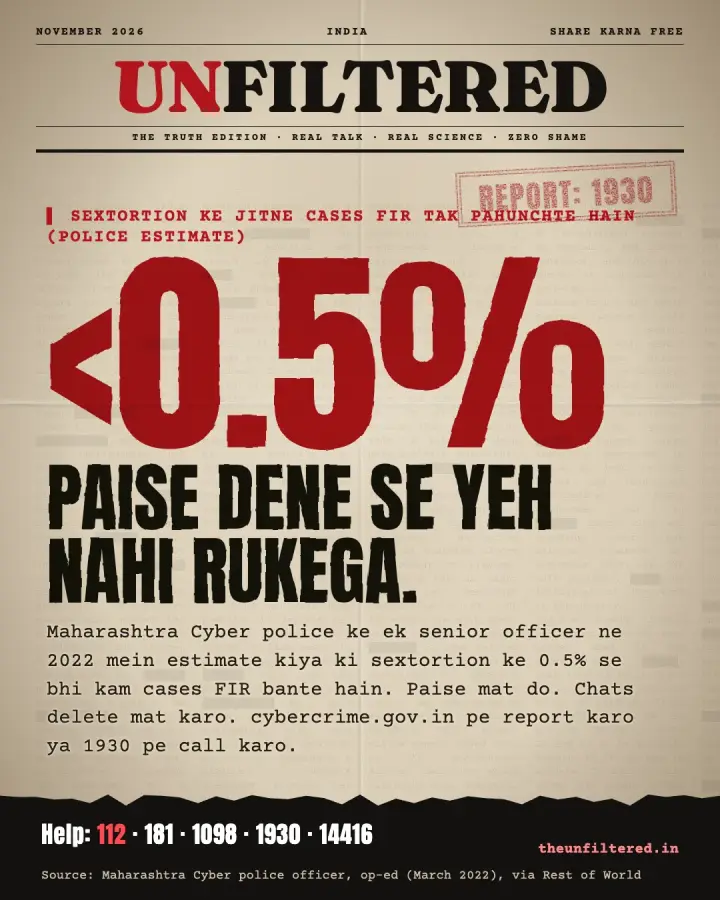 NOVEMBER 2026
INDIA
SHARE KARNA FREE
UNFILTERED
THE TRUTH EDITION · REAL TALK · REAL SCIENCE · ZERO SHAME
REPORT: 1930
SEXTORTION KE JITNE CASES FIR TAK PAHUNCHTE HAIN
(POLICE ESTIMATE)
<0.5%
PAISE DENE SE YEH
NAHI RUKEGA.
Maharashtra Cyber police ke ek senior officer ne
2022 mein estimate kiya ki sextortion ke 0.5% se
bhi kam cases FIR bante hain. Paise mat do. Chats
delete mat karo. cybercrime.gov.in pe report karo
ya 1930 pe call karo.
Help: 112 · 181 · 1098 · 1930 · 14416
theunfiltered.in
Source: Maharashtra Cyber police officer, op-ed (March 2022), via Rest of World